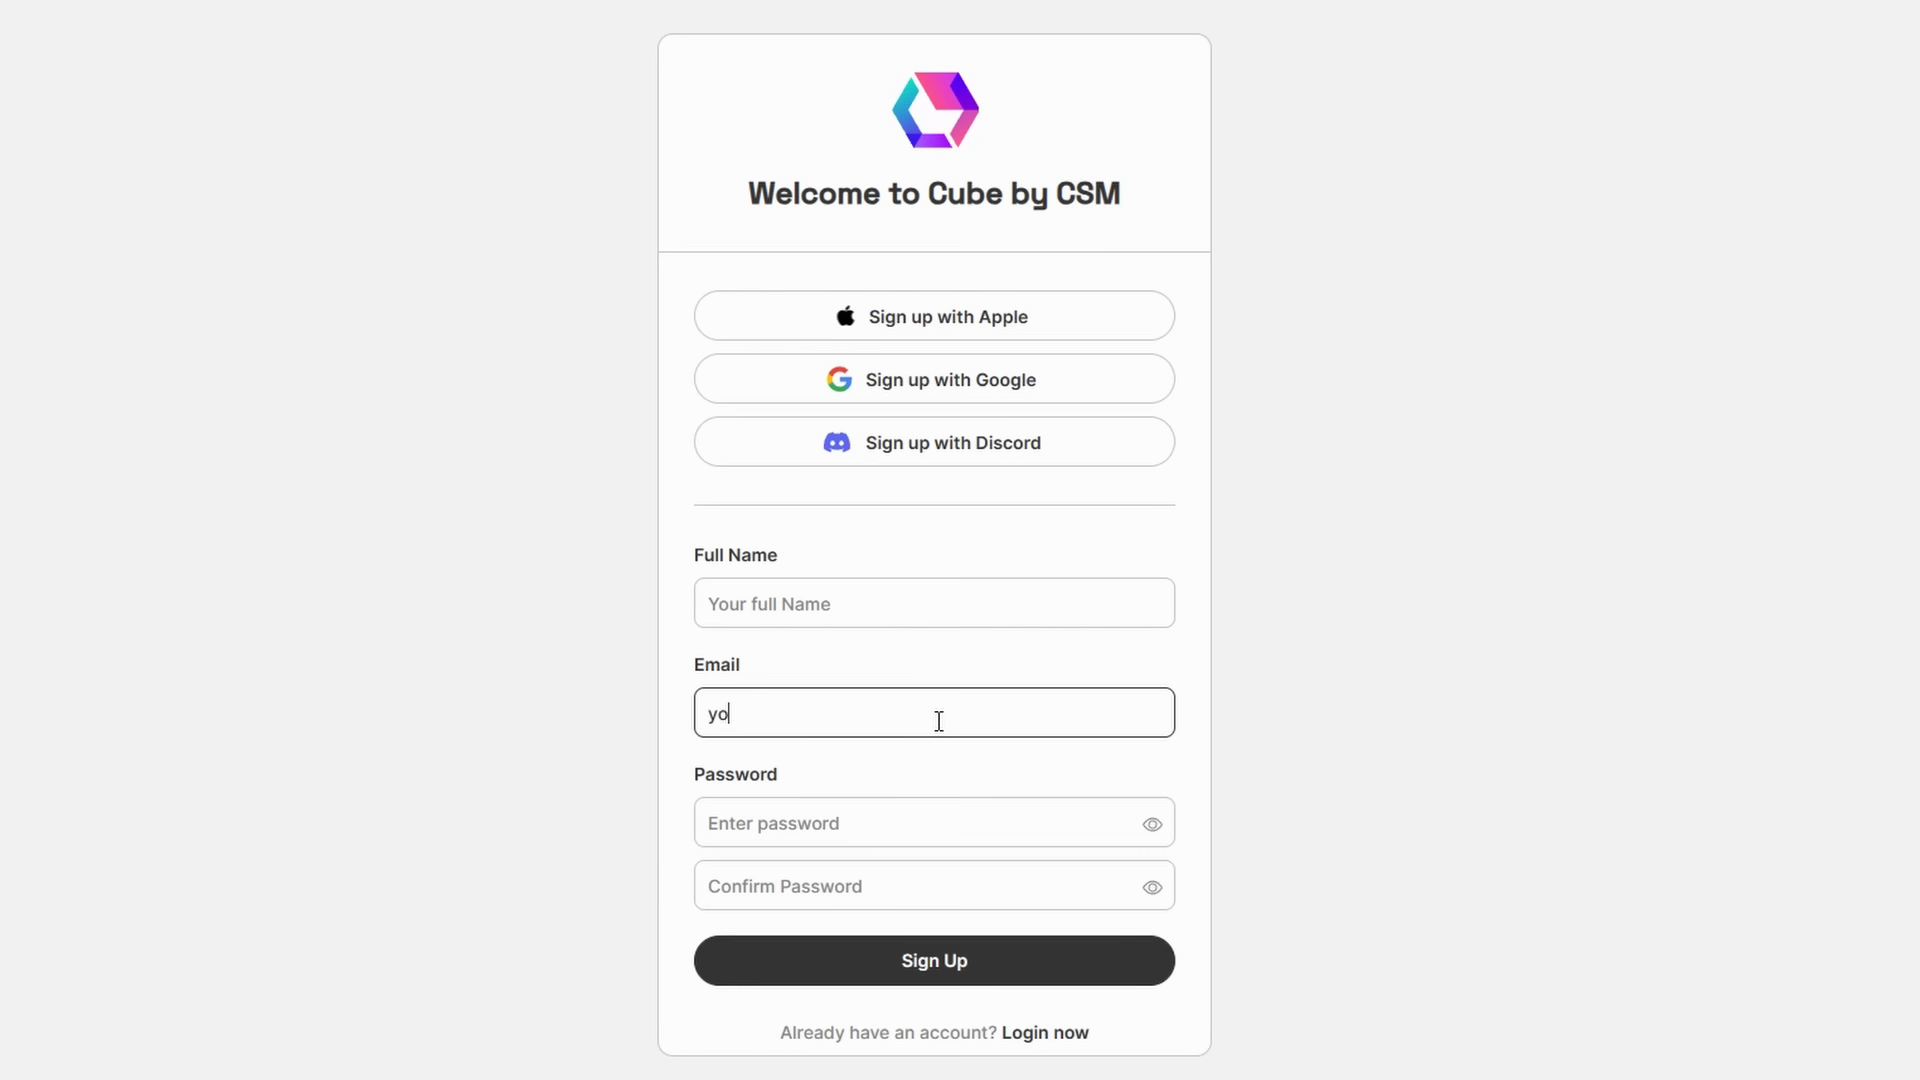 Welcome to Cube by CSM
Sign up with Apple
Sign up with Google
Sign up with Discord
Full Name
Your full Name
Email
yo
Password
Enter password
Confirm Password
Sign Up
Already have an account? Login now